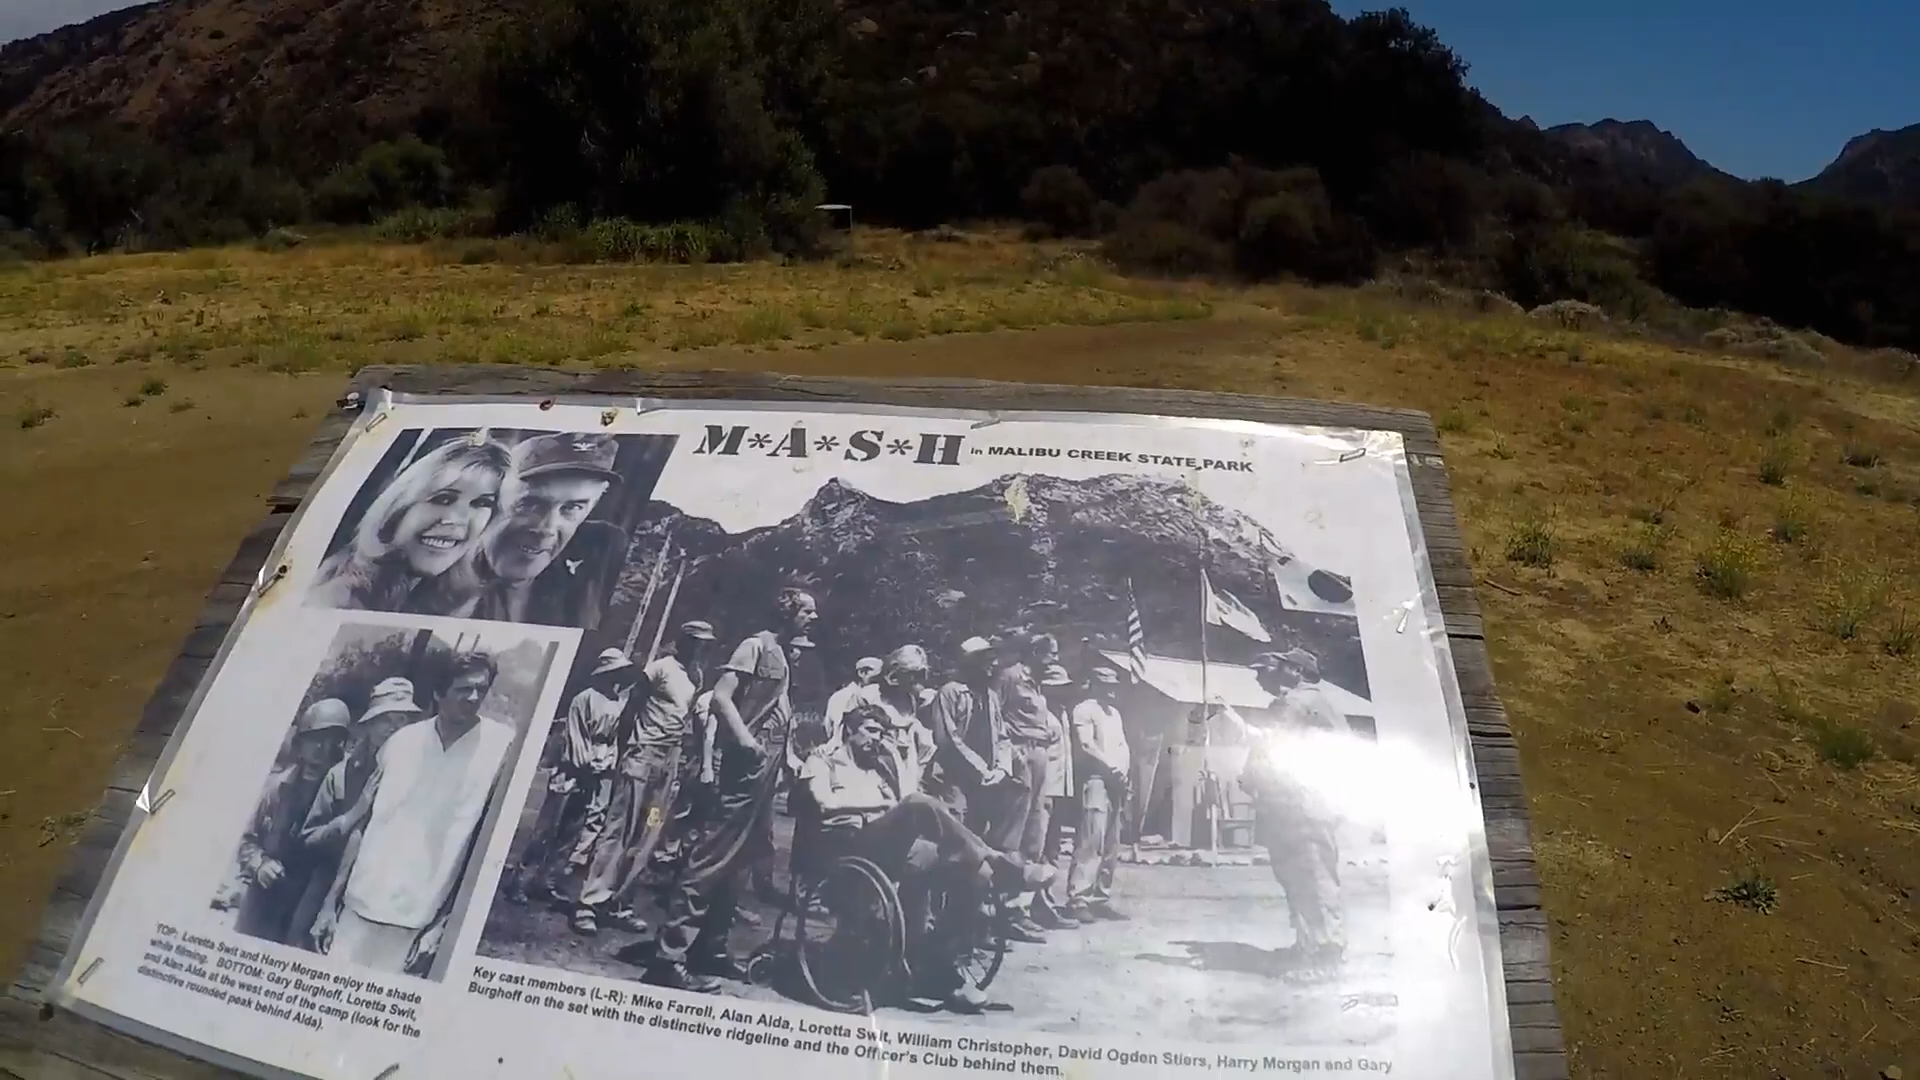 M*A*S*H in MALIBU CREEK STATE PARK
TOP: Loretta Swit and Harry Morgan enjoy the shade
while filming. BOTTOM: Gary Burghoff, Loretta Swit,
and Alan Alda at the west end of the camp (look for the
distinctive rounded peak behind Alda).
Key cast members (L-R): Mike Farrell, Alan Alda, Loretta Swit, William Christopher, David Ogden Stiers, Harry Morgan and Gary
Burghoff on the set with the distinctive ridgeline and the Officer's Club behind them.